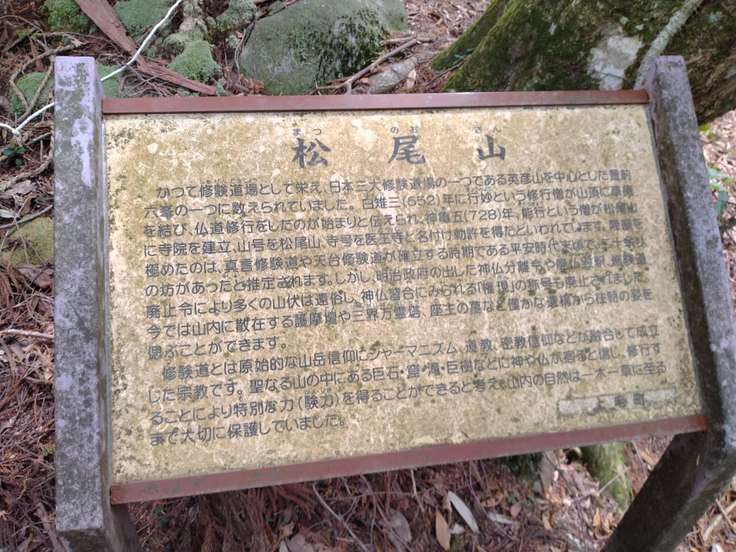 まつ のお さん
松尾山
かつて修験道場として栄え、日本三大修験道場の一つである英彦山を中心とした豊前
六峯の一つに数えられていました。白雉三(652)年に行妙という修行僧が山頂に草庵
を結び、仏道修行をしたのが始まりと伝えられ、神亀五(728)年、能行という僧が松尾山
に寺院を建立、山号を松尾山、寺号を医王寺と名付け勅許を得たといわれています。隆盛を
極めたのは、真言修験道や天台修験道が確立する時期である平安時代まで
の坊があったと推定されます。しかし、明治政府の出した神仏分離令や廃仏毀釈、修験道
廃止令により多くの山伏は還俗し、神仏習合にみられる「権現」の称号も廃止されました。
今では山内に散在する護摩壇や三界万霊塔、座主の墓など僅かな遺構から往時の姿を
偲ぶことができます。
修験道とは原始的な山岳信仰にシャーマニズム、道教、密教信仰などが融合して成立
した宗教です。聖なる山の中にある巨石・窟・滝・巨樹などに神や仏が宿ると信じ、修行す
ることにより特別な力(験力)を得ることができると考え、山内の自然は一木一草に至る
まで大切に保護していました。